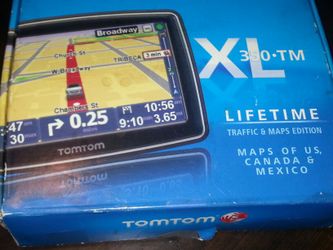 Broadway
Church St
3 min
TRIBECA
W.Broadway
Chambers St
:47
30
0.25
10:56
9:10
3.65
TOMTOM
XL
350·TM
LIFETIME
TRAFFIC & MAPS EDITION
MAPS OF US,
CANADA &
MEXICO
TOMTOM